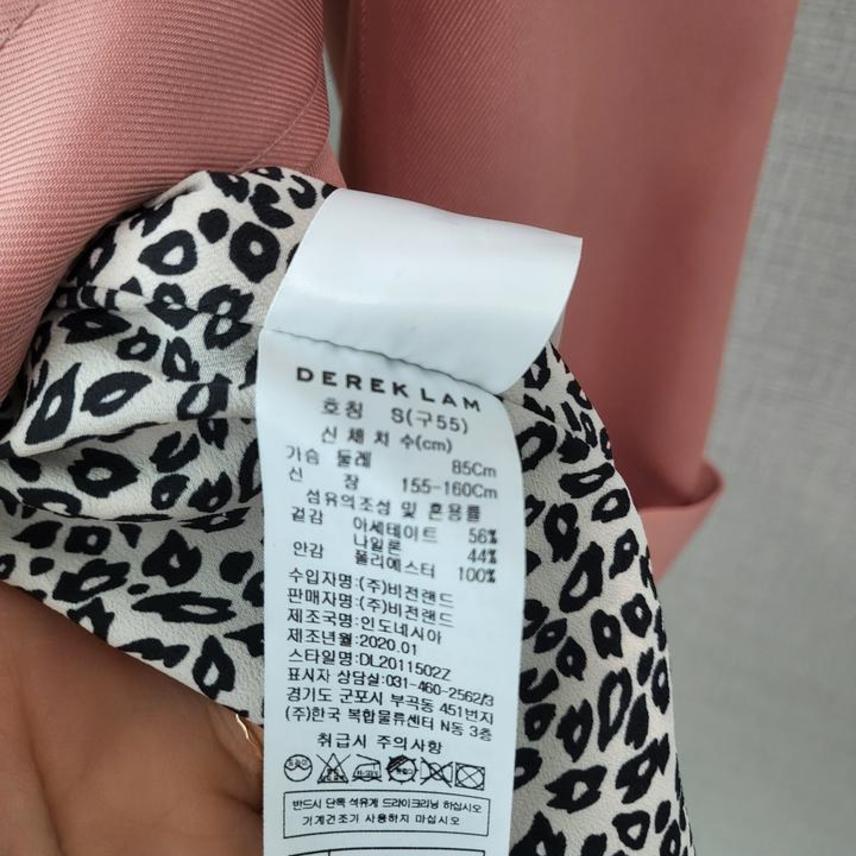 DEREK LAM
호칭 S(구55)
신 체 치 수(cm)
가슴 둘레 85Cm
신 장 155-160Cm
섬유의조성 및 혼용률
겉감 아세테이트 56%
나일론 44%
안감 폴리에스터 100%
수입자명:(주)비전랜드
판매자명:(주)비전랜드
제조국명:인도네시아
제조년월:2020.01
스타일명:DL2011502Z
표시자 상담실:031-460-2562/3
경기도 군포시 부곡동 451번지
(주)한국 복합물류센터 N동 3층
취급시 주의사항
반드시 단독 석유계 드라이크리닝 하십시오
기계건조기 사용하지 마십시오